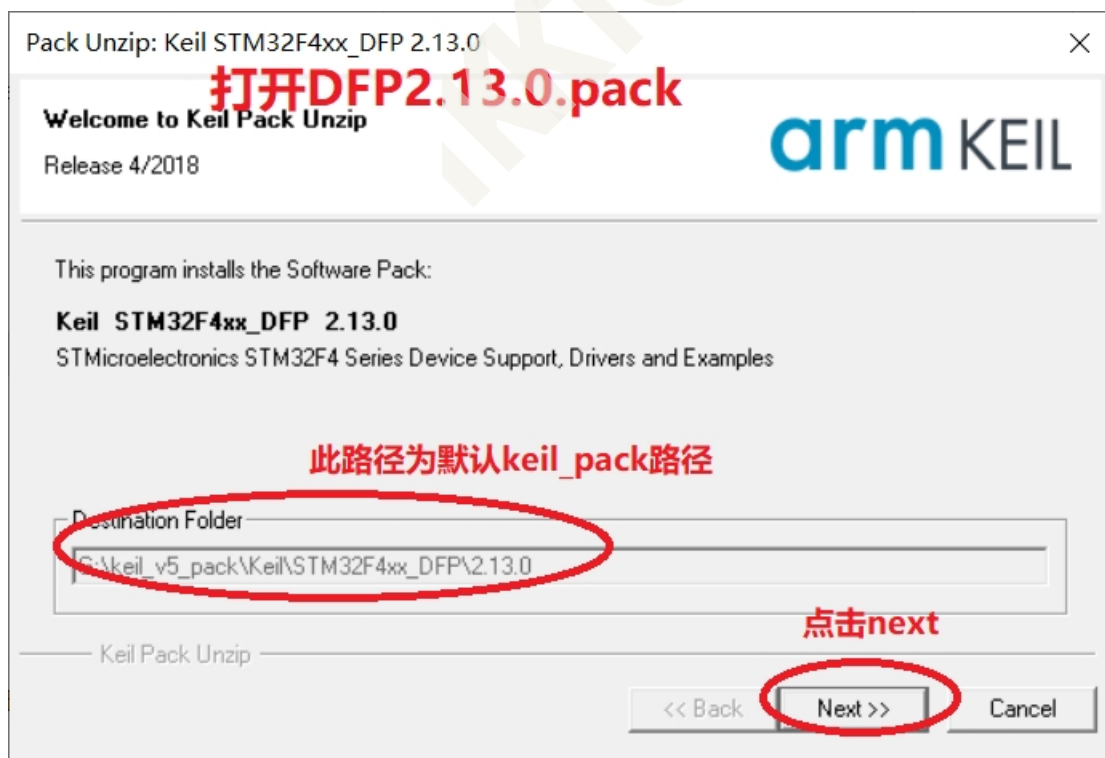 Pack Unzip: Keil STM32F4xx_DFP 2.13.0
打开DFP2.13.0.pack
Welcome to Keil Pack Unzip
Release 4/2018
arm KEIL
This program installs the Software Pack:
Keil STM32F4xx_DFP 2.13.0
STMicroelectronics STM32F4 Series Device Support, Drivers and Examples
此路径为默认keil_pack路径
Destination Folder
:\keil_v5_pack\Keil\STM32F4xx_DFP\2.13.0
点击next
Keil Pack Unzip
<< Back
Next >>
Cancel